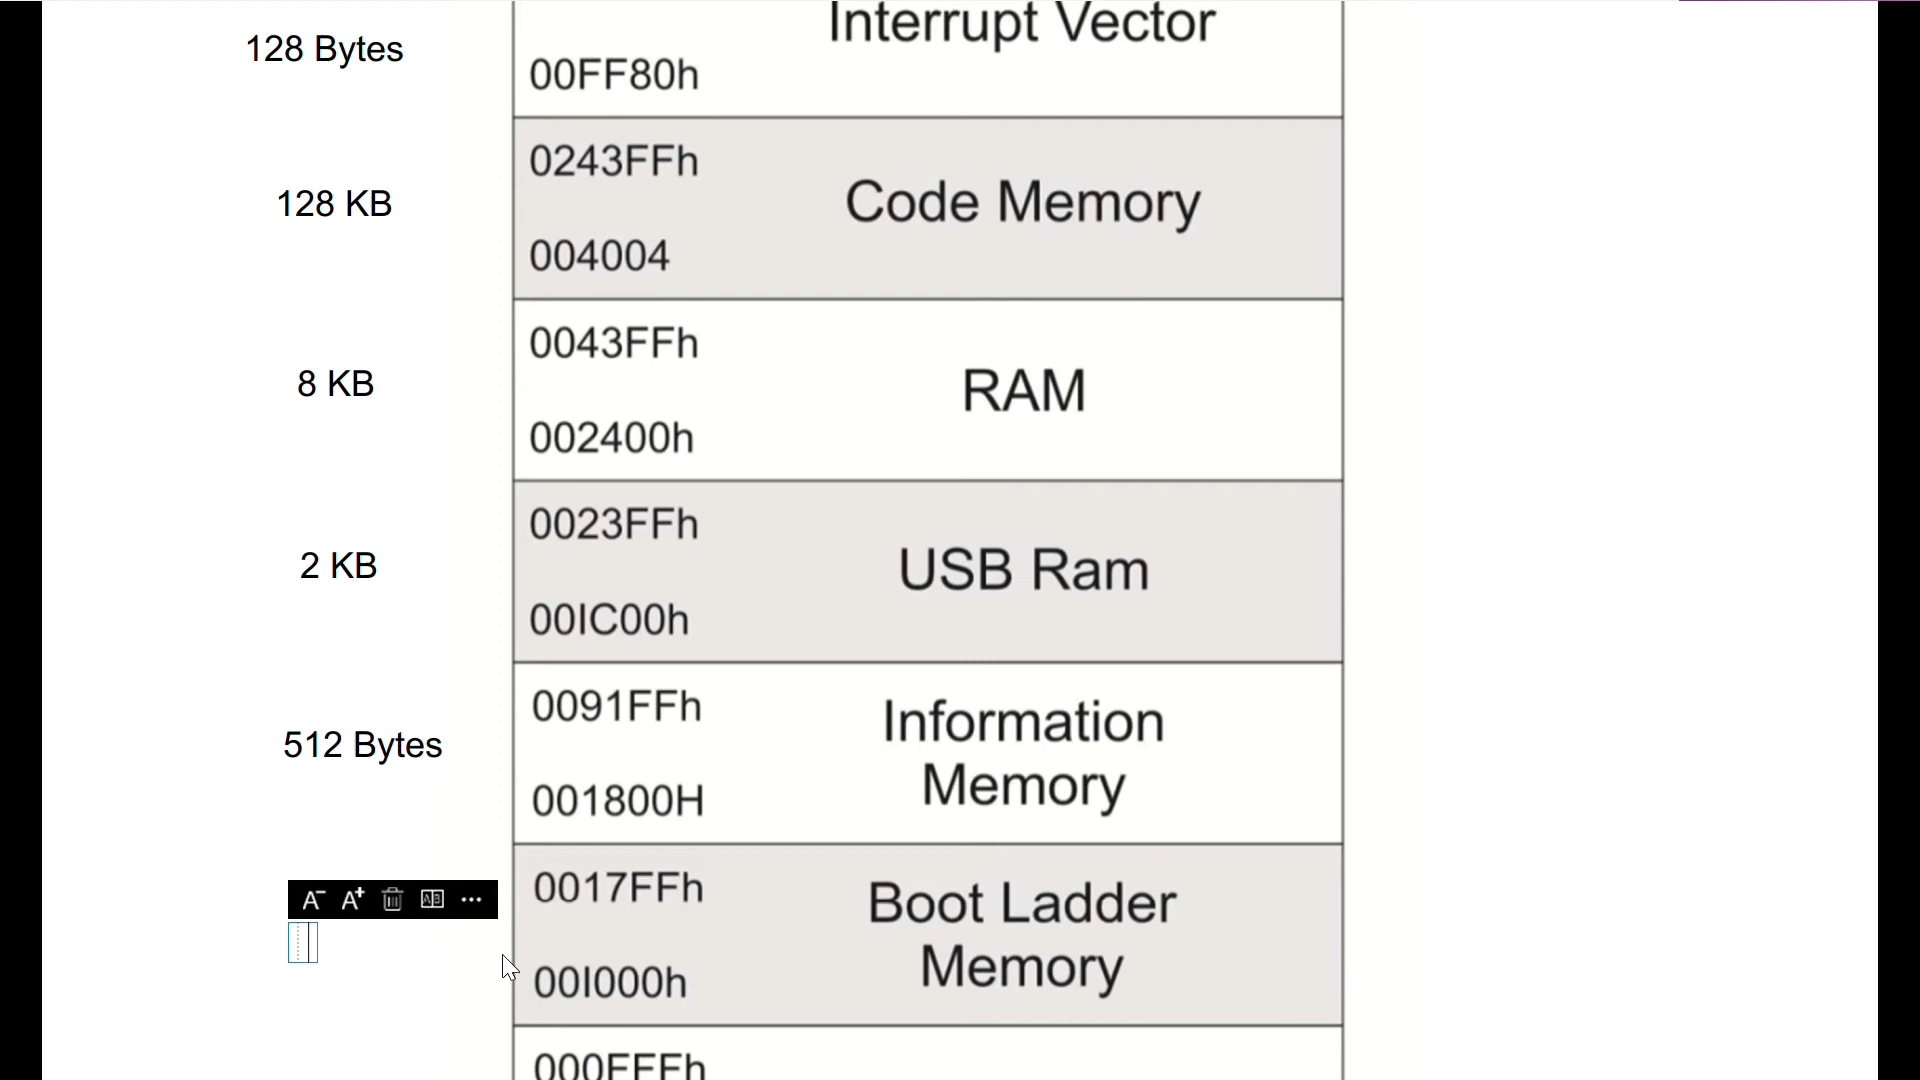 Interrupt Vector
128 Bytes
00FF80h
0243FFh
128 KB
Code Memory
004004
0043FFh
8 KB
RAM
002400h
0023FFh
2 KB
USB Ram
00IC00h
0091FFh
Information
512 Bytes
Memory
001800H
0017FFh
Boot Ladder
Memory
00I000h
000FFFh